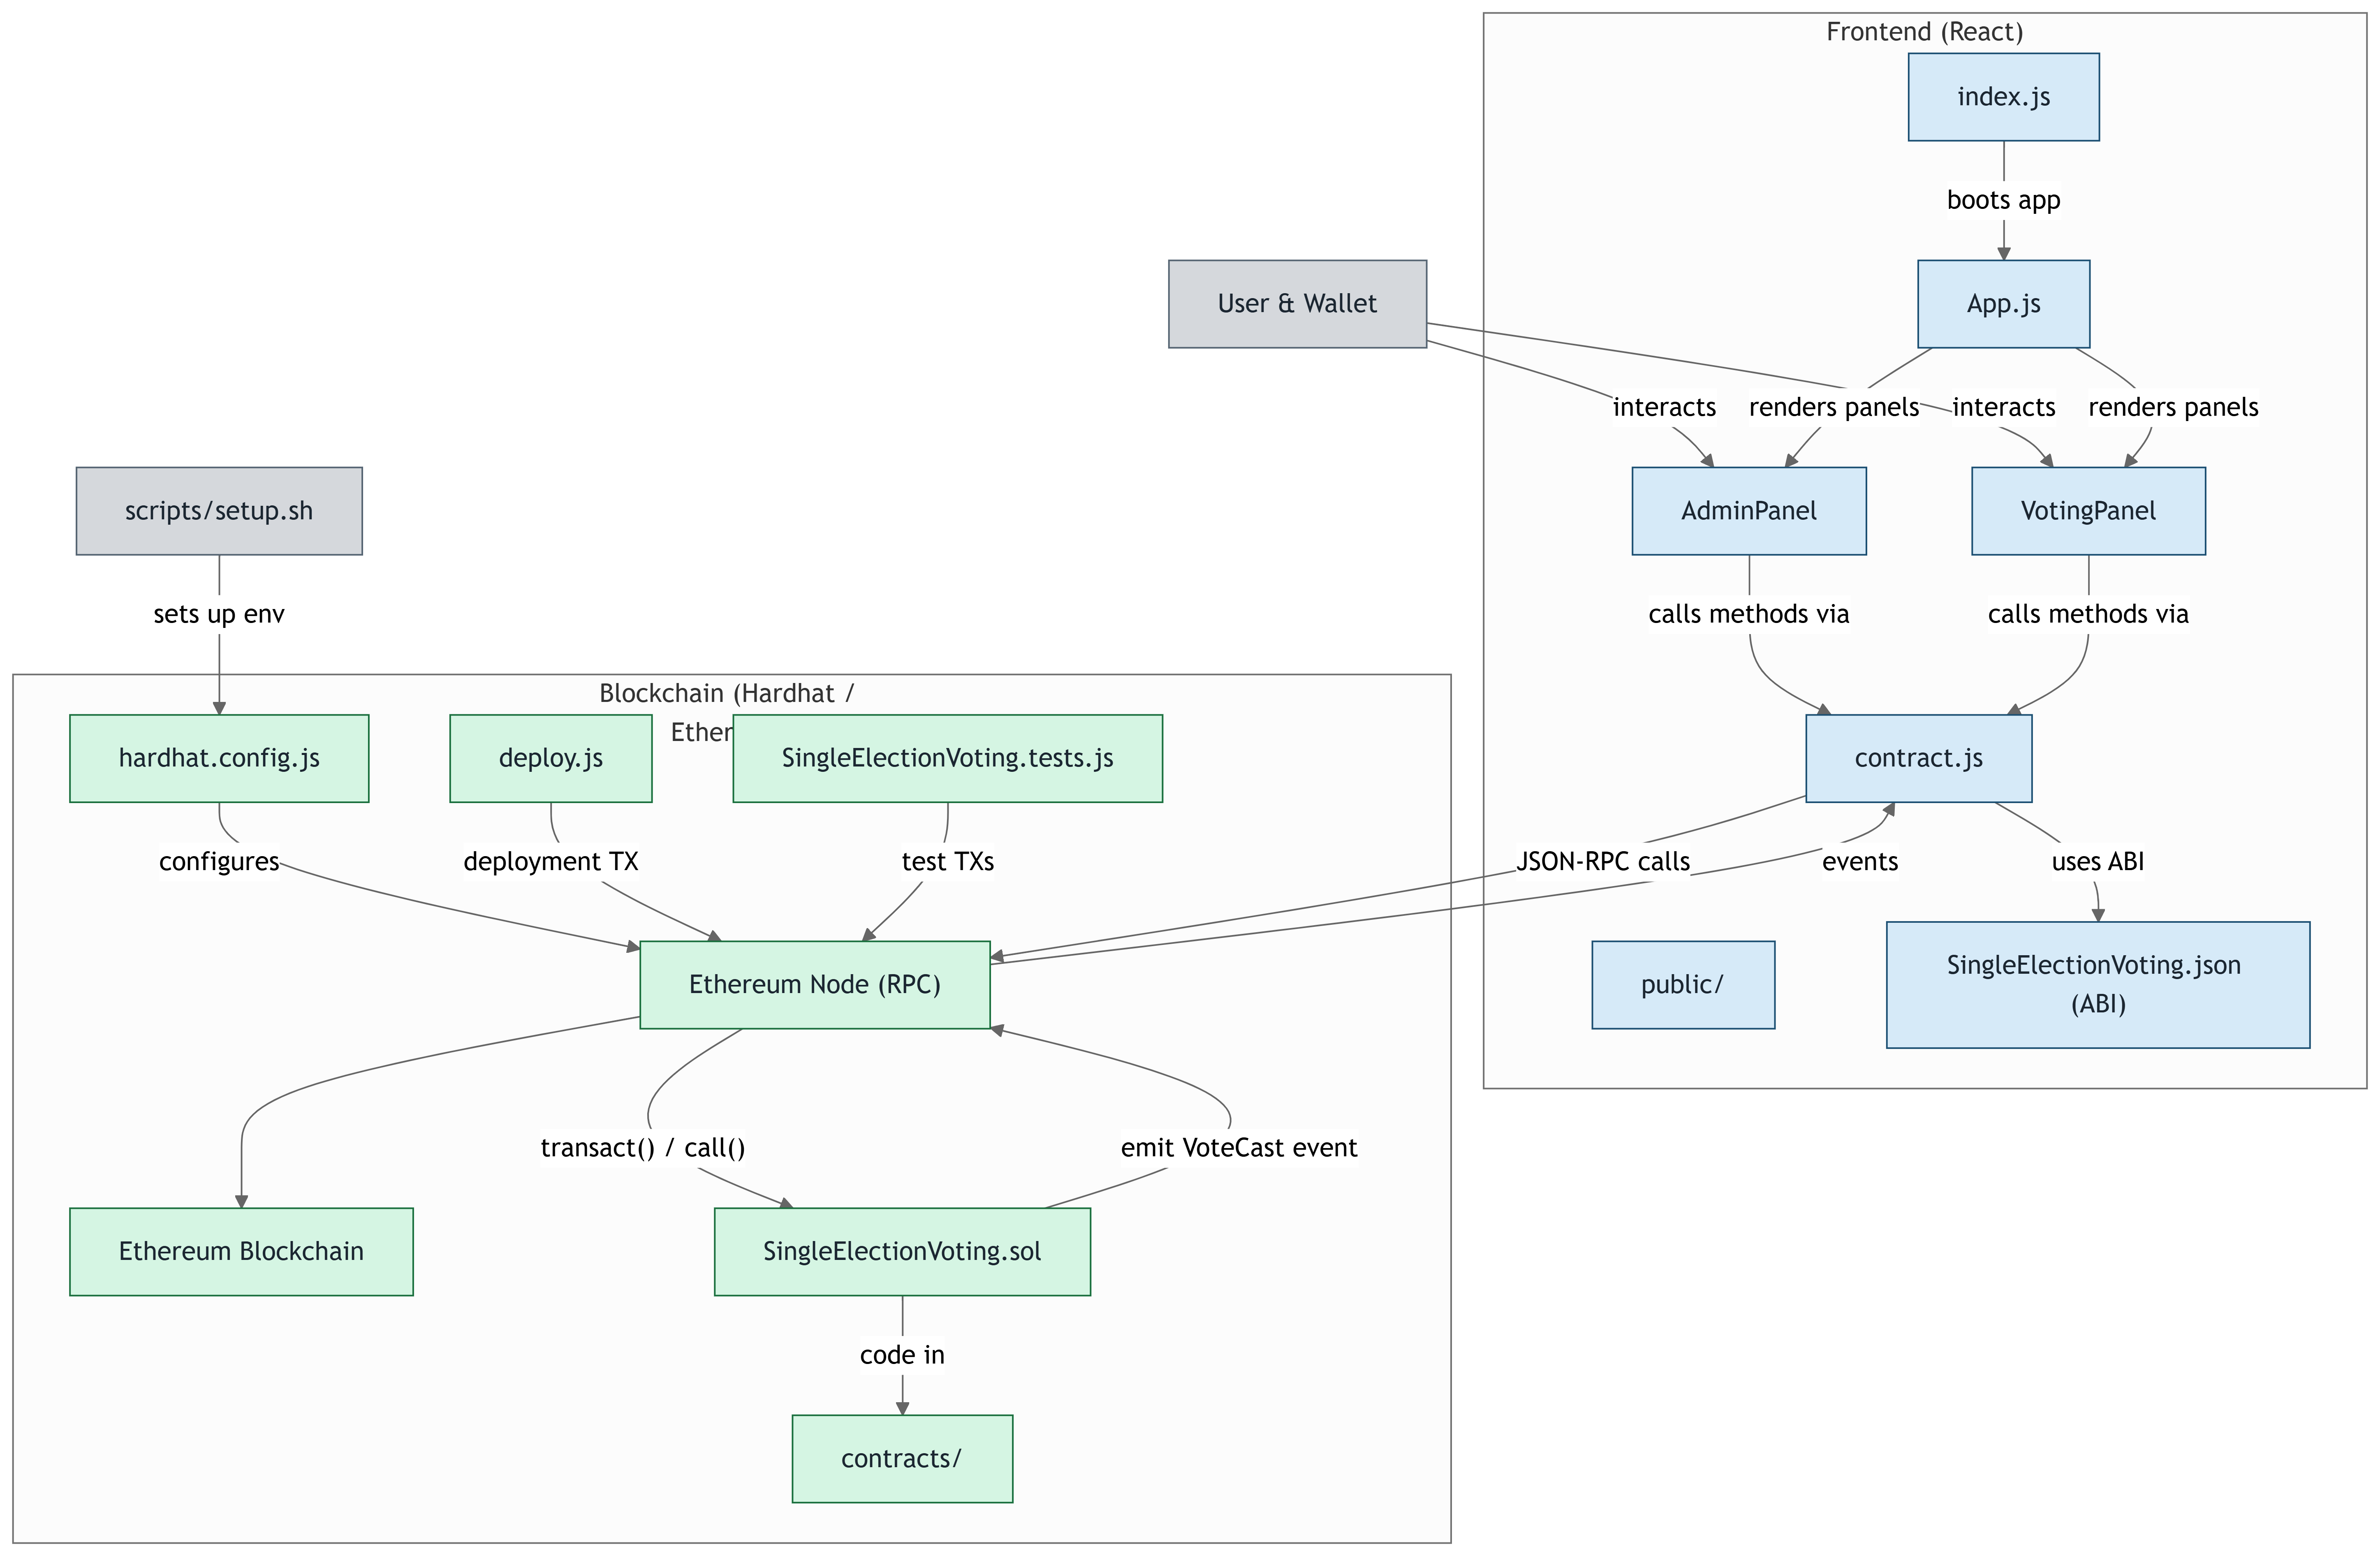 Frontend (React)
index.js
boots app
User & Wallet
App.js
interacts
renders panels
interacts
renders panels
scripts/setup.sh
AdminPanel
VotingPanel
sets up env
calls methods via
calls methods via
Blockchain (Hardhat /
Ether
hardhat.config.js
deploy.js
SingleElectionVoting.tests.js
contract.js
configures
deployment TX
test TXs
JSON-RPC calls
events
uses ABI
Ethereum Node (RPC)
public/
SingleElectionVoting.json
(ABI)
transact() / call()
emit VoteCast event
Ethereum Blockchain
SingleElectionVoting.sol
code in
contracts/